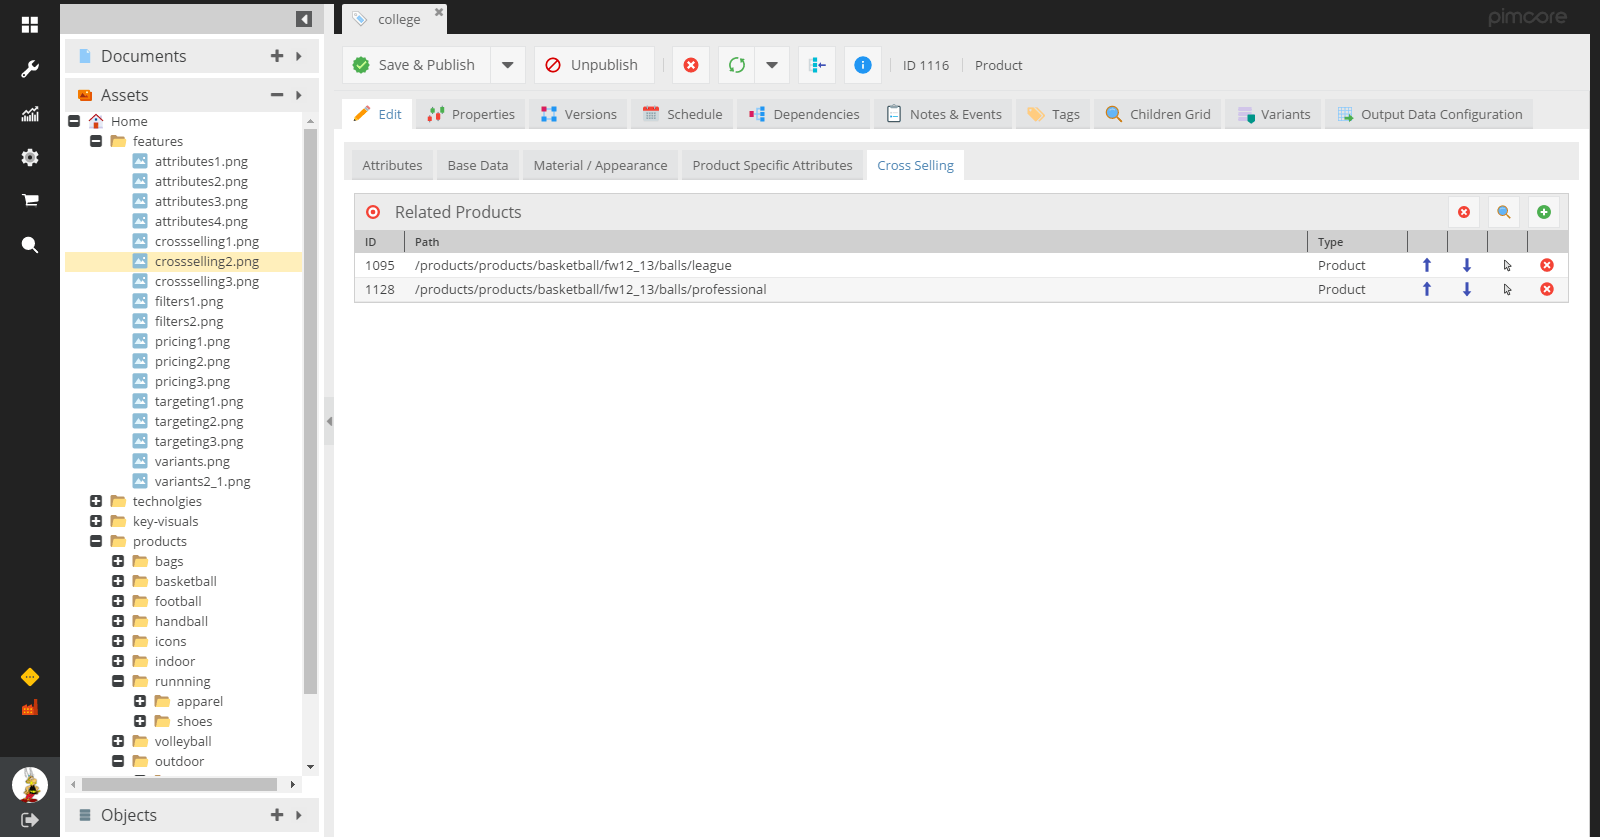 college
pimcore
Documents
Assets
Home
features
attributes1.png
attributes2.png
attributes3.png
attributes4.png
crossselling1.png
crossselling2.png
crossselling3.png
filters1.png
filters2.png
pricing1.png
pricing2.png
pricing3.png
targeting1.png
targeting2.png
targeting3.png
variants.png
variants2_1.png
technolgies
key-visuals
products
bags
basketball
football
handball
icons
indoor
runnning
apparel
shoes
volleyball
outdoor
Objects
Save & Publish Unpublish ID 1116 Product
Edit Properties Versions Schedule Dependencies Notes & Events Tags Children Grid Variants Output Data Configuration
Attributes Base Data Material / Appearance Product Specific Attributes Cross Selling
Related Products
ID Path Type
1095 /products/products/basketball/fw12_13/balls/league Product
1128 /products/products/basketball/fw12_13/balls/professional Product